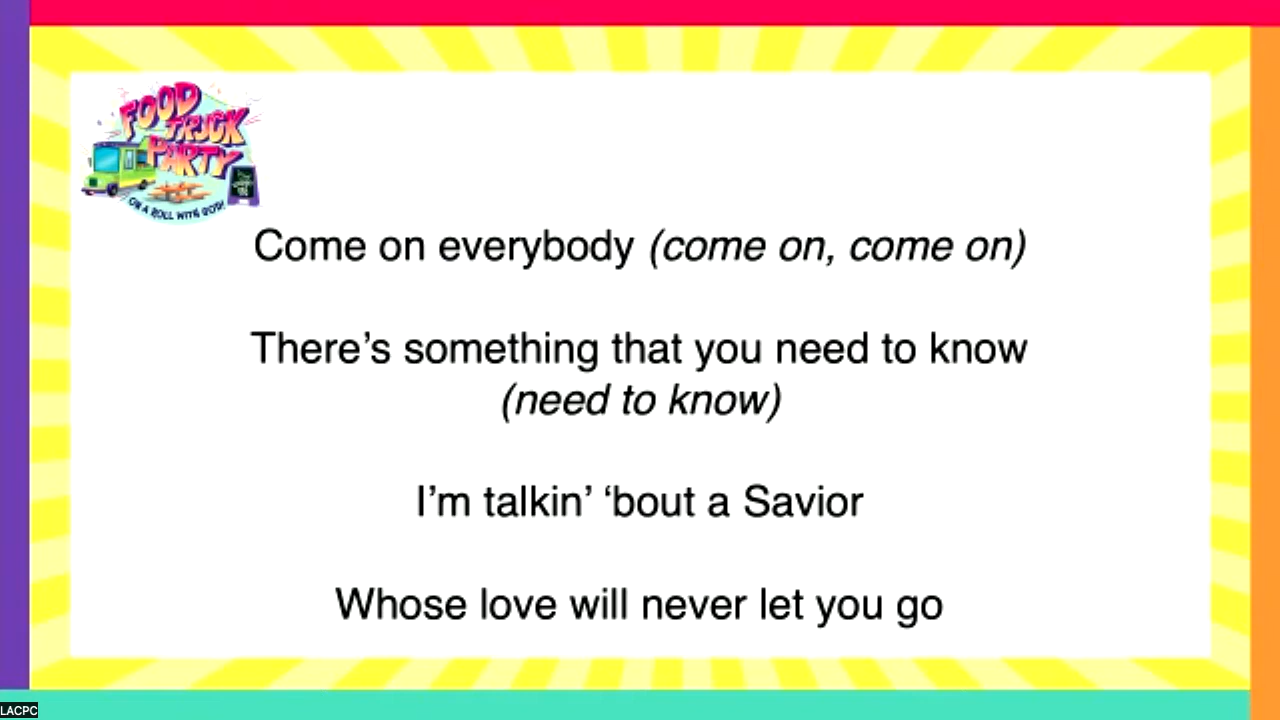 FOOD
TRUCK
PARTY
ON A ROLL WITH GOD!
Come on everybody (come on, come on)
There’s something that you need to know
(need to know)
I’m talkin’ ‘bout a Savior
Whose love will never let you go
LACPC